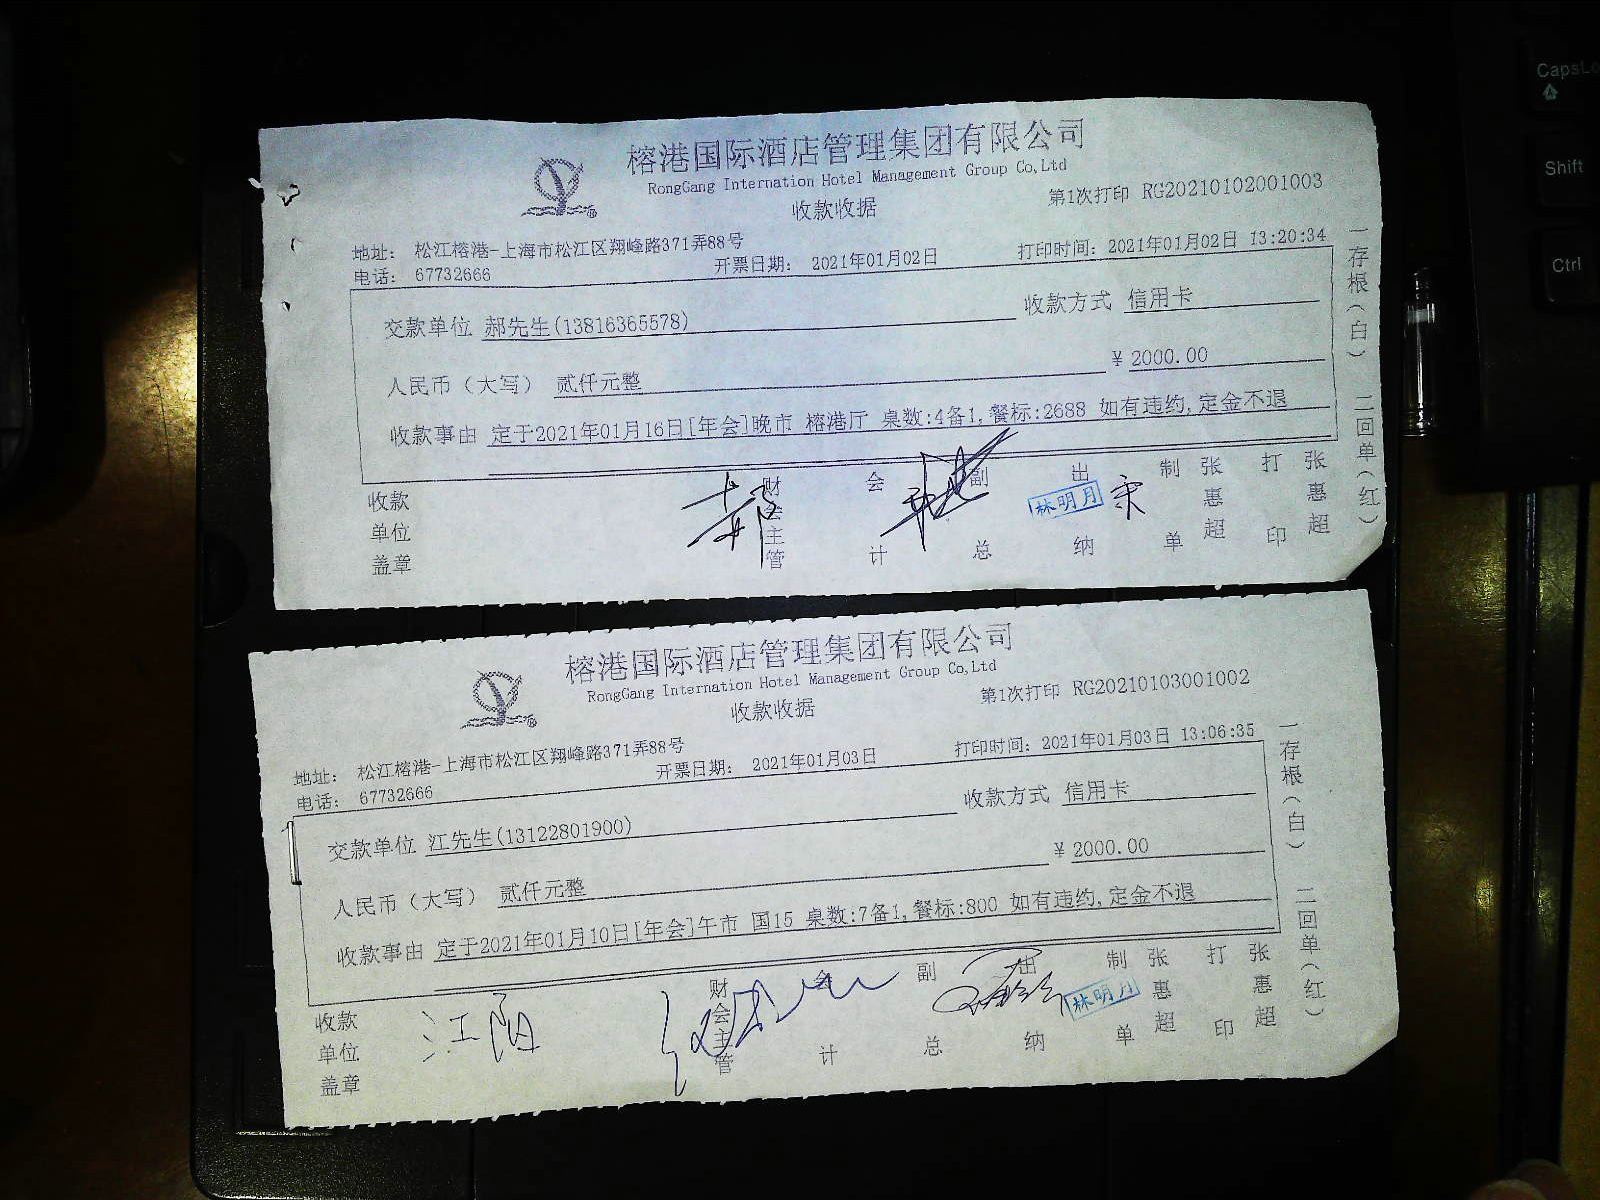 榕港国际酒店管理集团有限公司
RongGang Internation Hotel Management Group Co,Ltd
收款收据
第1次打印 RG20210102001003
地址: 松江榕港-上海市松江区翔峰路371弄88号
电话: 67732666
开票日期: 2021年01月02日
打印时间: 2021年01月02日 13:20:34
交款单位 郝先生(13816365578)
收款方式 信用卡
人民币（大写） 贰仟元整
¥ 2000.00
收款事由 定于2021年01月16日[年会]晚市 榕港厅 桌数:4备1,餐标:2688 如有违约,定金不退
收款单位盖章
财会主管
会计
副总
出纳
林明月
制单
张惠超
打印
张惠超
一存根(白) 二回单(红)
榕港国际酒店管理集团有限公司
RongGang Internation Hotel Management Group Co,Ltd
收款收据
第1次打印 RG20210103001002
地址: 松江榕港-上海市松江区翔峰路371弄88号
电话: 67732666
开票日期: 2021年01月03日
打印时间: 2021年01月03日 13:06:35
交款单位 江先生(13122801900)
收款方式 信用卡
人民币（大写） 贰仟元整
¥ 2000.00
收款事由 定于2021年01月10日[年会]午市 国15 桌数:7备1,餐标:800 如有违约,定金不退
收款单位盖章
江阳
财会主管
会计
副总
出纳
林明月
制单
张惠超
打印
张惠超
一存根(白) 二回单(红)
CapsLo
Shift
Ctrl